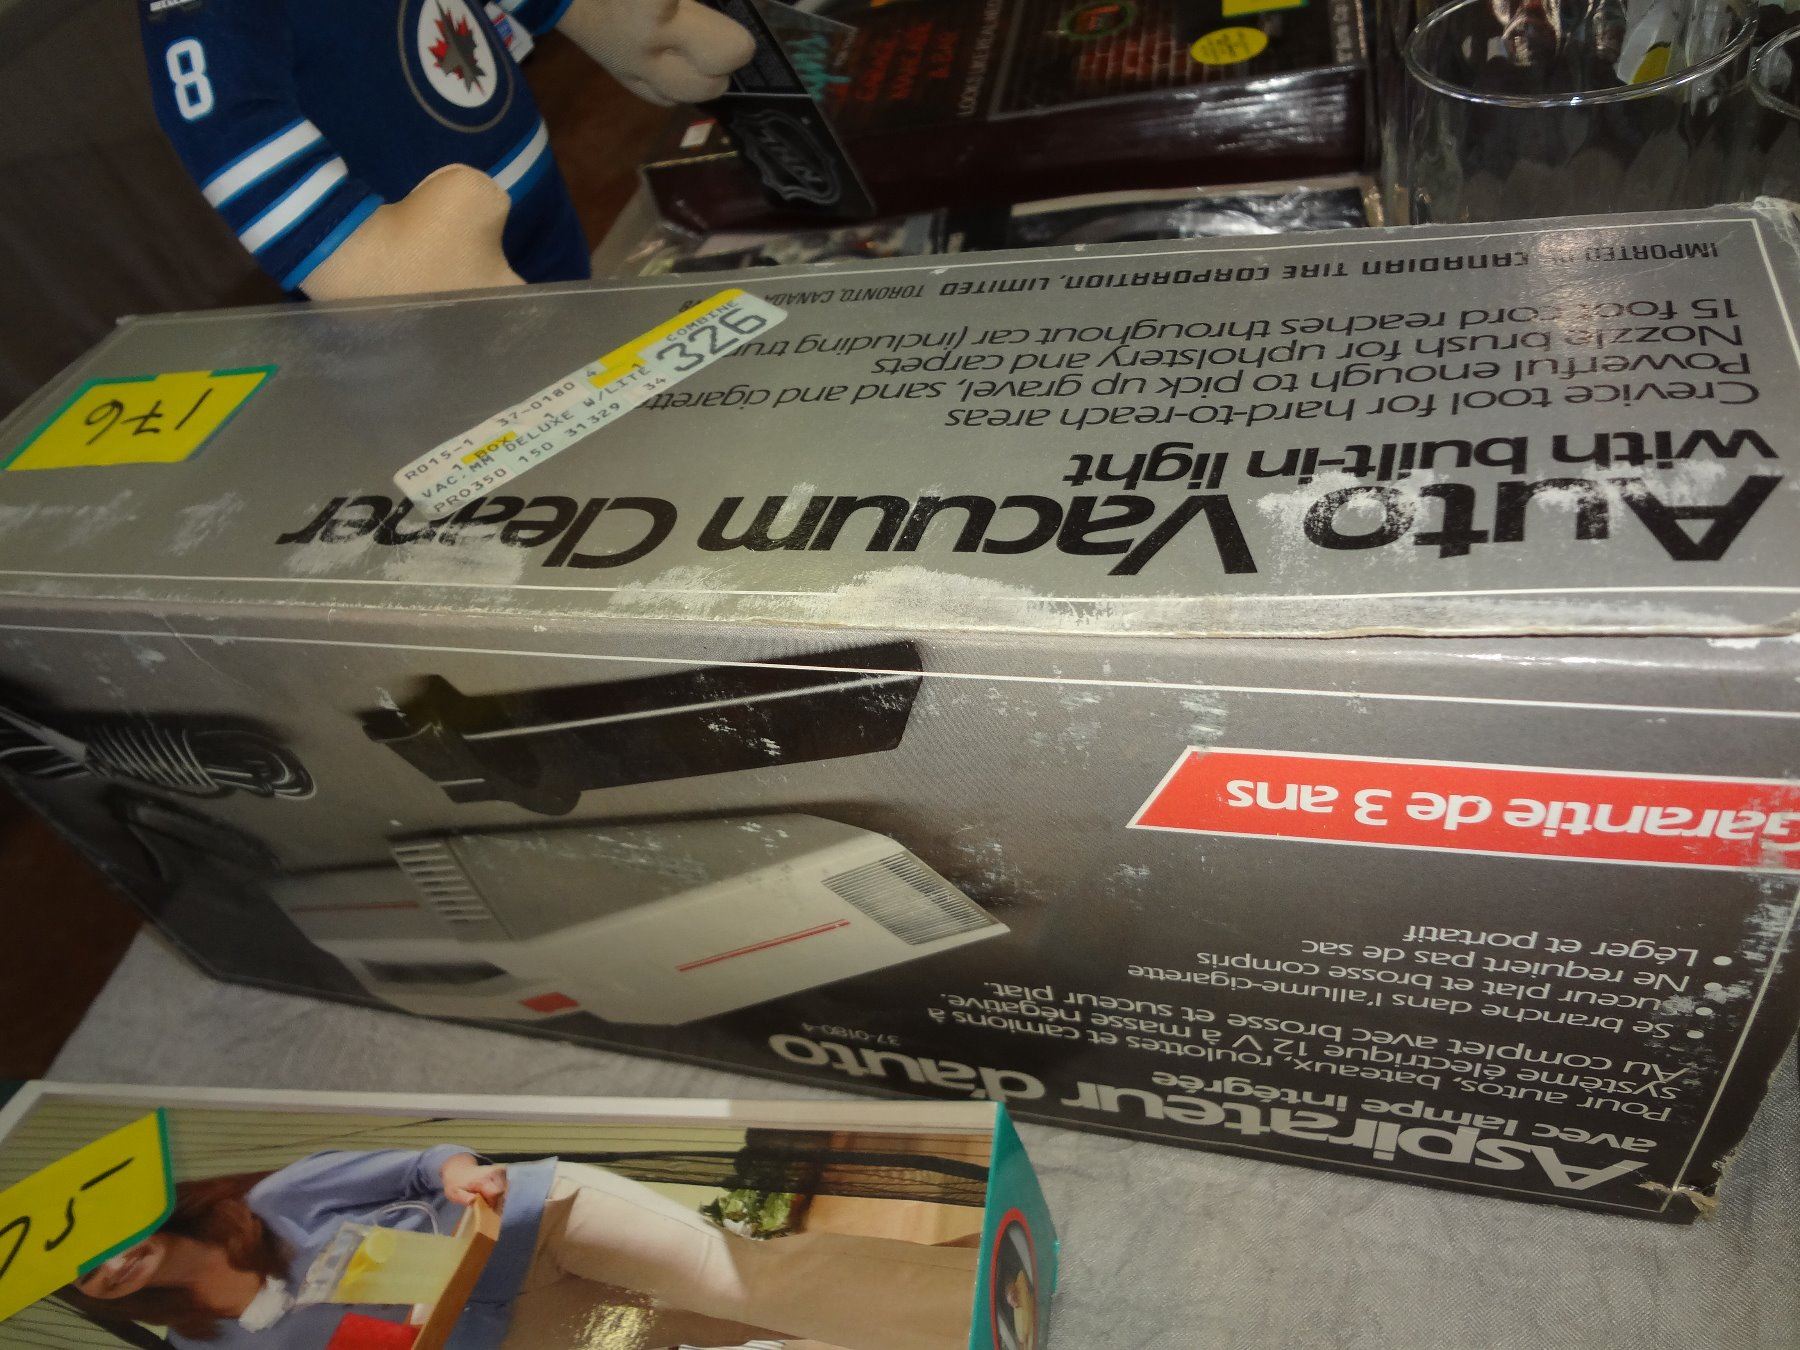 Auto Vacuum Cleaner
with built-in light
Crevice tool for hard-to-reach areas
Powerful enough to pick up gravel, sand and
Nozzle brush for upholstery and carpets
15 foot cord reaches throughout car (including
IMPORTED BY CANADIAN TIRE CORPORATION, LIMITED TORONTO, CANADA
R015-1 37-0180 4 1 COMBINE
VAC, MM DELUXE W/LITE
PRO350 150 31329 34
326
BOX
176
Garantie de 3 ans
Aspirateur d'auto
avec lampe intégrée
37-0180-4
Pour autos, bateaux, roulottes et camions à
système électrique 12 V à masse négative.
Au complet avec brosse et suceur plat.
• Se branche dans l'allume-cigarette
• Suceur plat et brosse compris
• Ne requiert pas de sac
• Léger et portatif
8
NHL